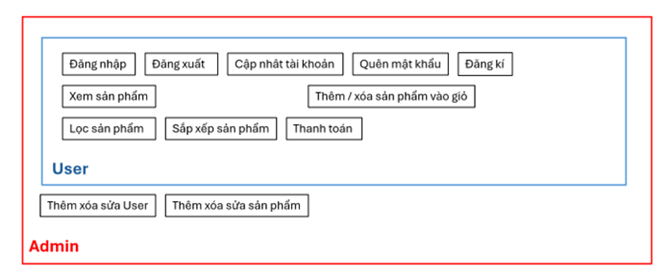 Đăng nhập Đăng xuất Cập nhât tài khoản Quên mật khẩu Đăng kí
Xem sản phẩm Thêm / xóa sản phẩm vào giỏ
Lọc sản phẩm Sắp xếp sản phẩm Thanh toán
User
Thêm xóa sửa User Thêm xóa sửa sản phẩm
Admin